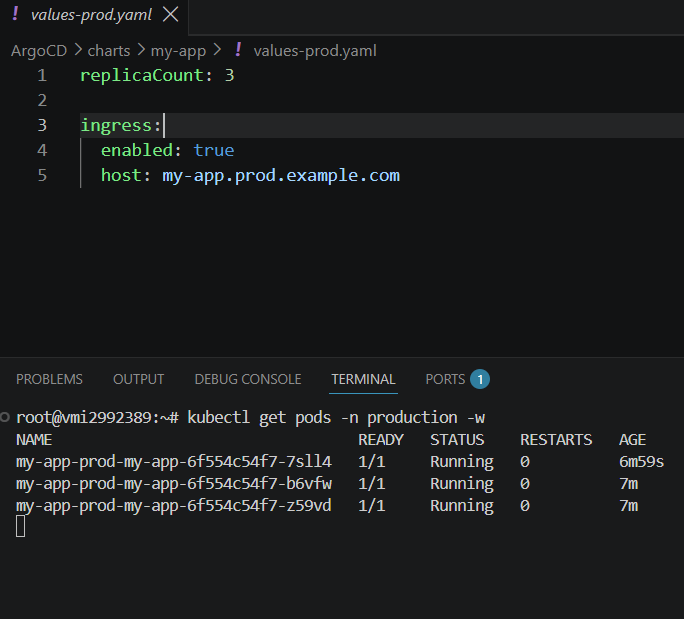 ! values-prod.yaml ×
ArgoCD > charts > my-app > ! values-prod.yaml
1 replicaCount: 3
2
3 ingress:
4   enabled: true
5   host: my-app.prod.example.com
PROBLEMS OUTPUT DEBUG CONSOLE TERMINAL PORTS 1
root@vmi2992389:~# kubectl get pods -n production -w
NAME READY STATUS RESTARTS AGE
my-app-prod-my-app-6f554c54f7-7sll4 1/1 Running 0 6m59s
my-app-prod-my-app-6f554c54f7-b6vfw 1/1 Running 0 7m
my-app-prod-my-app-6f554c54f7-z59vd 1/1 Running 0 7m